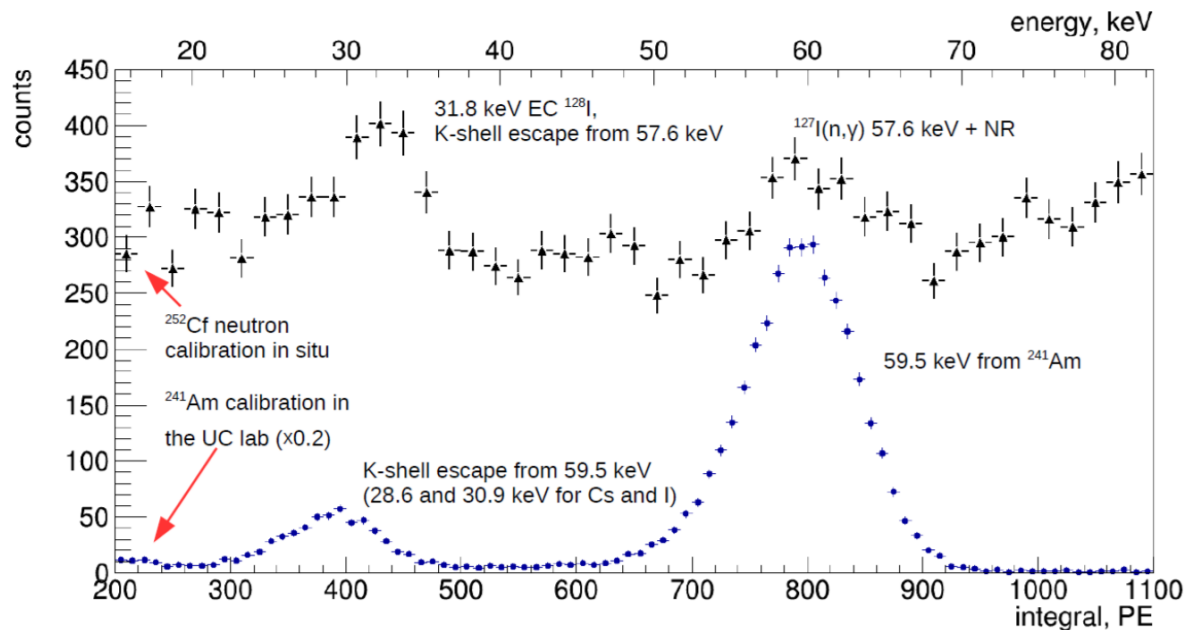 energy, keV
20 30 40 50 60 70 80
counts
450
400
350
300
250
200
150
100
50
0
31.8 keV EC ¹²⁸I,
K-shell escape from 57.6 keV
¹²⁷I(n,γ) 57.6 keV + NR
²⁵²Cf neutron
calibration in situ
59.5 keV from ²⁴¹Am
²⁴¹Am calibration in
the UC lab (×0.2)
K-shell escape from 59.5 keV
(28.6 and 30.9 keV for Cs and I)
200 300 400 500 600 700 800 900 1000 1100
integral, PE